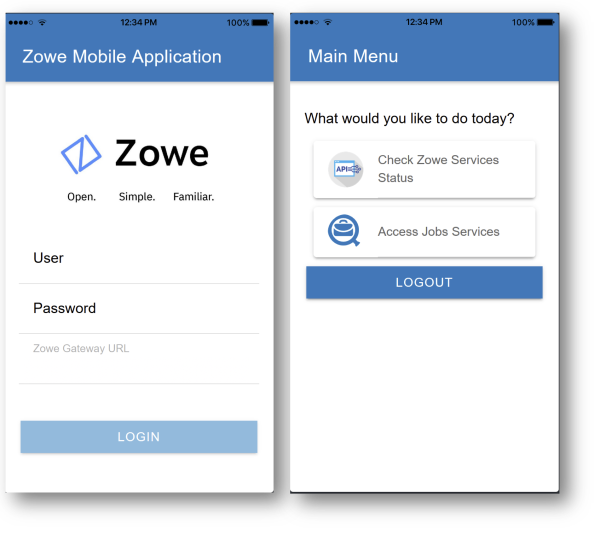 12:34 PM
100%
Zowe Mobile Application
Zowe
Open. Simple. Familiar.
User
Password
Zowe Gateway URL
LOGIN
12:34 PM
100%
Main Menu
What would you like to do today?
API
Check Zowe Services
Status
Access Jobs Services
LOGOUT